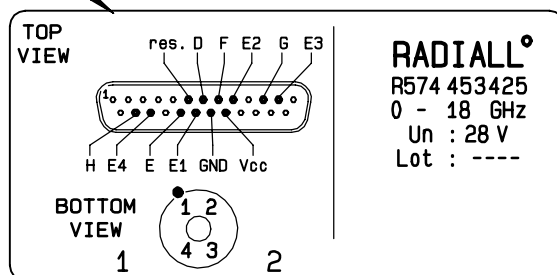 TOP
VIEW
res. D F E2 G E3
1
H E4 E E1 GND Vcc
BOTTOM
VIEW
1 2
4 3
1 2
RADIALL°
R574 453425
0 - 18 GHz
Un : 28 V
Lot : ----